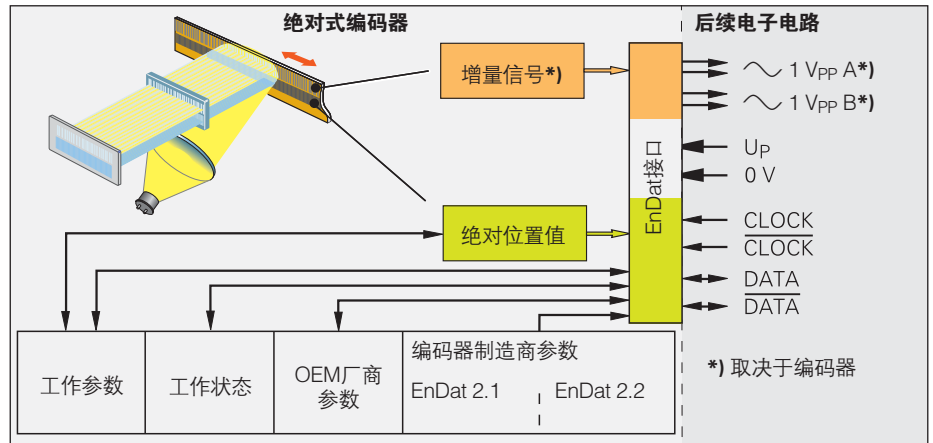 绝对式编码器
后续电子电路
增量信号*)
1 VPP A*)
1 VPP B*)
EnDat接口
UP
0 V
绝对位置值
CLOCK
CLOCK
DATA
DATA
工作参数
工作状态
OEM厂商
参数
编码器制造商参数
EnDat 2.1
EnDat 2.2
*) 取决于编码器